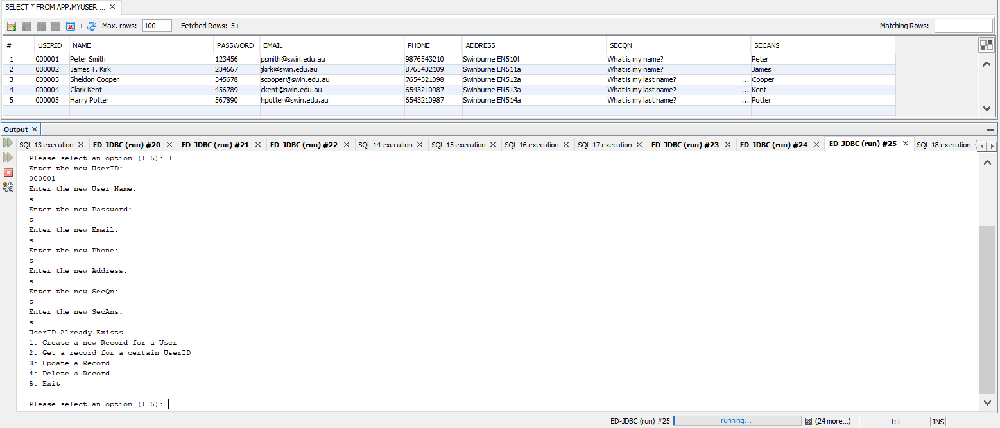 SELECT * FROM APP.MYUSER ...
Max. rows: 100 Fetched Rows: 5 Matching Rows:
# USERID NAME PASSWORD EMAIL PHONE ADDRESS SECQN SECANS
1 000001 Peter Smith 123456 psmith@swin.edu.au 9876543210 Swinburne EN510f What is my name? Peter
2 000002 James T. Kirk 234567 jkirk@swin.edu.au 8765432109 Swinburne EN511a What is my name? James
3 000003 Sheldon Cooper 345678 scooper@swin.edu.au 7654321098 Swinburne EN512a What is my last name? ... Cooper
4 000004 Clark Kent 456789 ckent@swin.edu.au 6543210987 Swinburne EN513a What is my last name? ... Kent
5 000005 Harry Potter 567890 hpotter@swin.edu.au 6543210987 Swinburne EN514a What is my last name? ... Potter
Output
SQL 13 execution ED-JDBC (run) #20 ED-JDBC (run) #21 ED-JDBC (run) #22 SQL 14 execution SQL 15 execution SQL 16 execution SQL 17 execution ED-JDBC (run) #23 ED-JDBC (run) #24 ED-JDBC (run) #25 SQL 18 execution
Please select an option (1-5): 1
Enter the new UserID:
000001
Enter the new User Name:
s
Enter the new Password:
s
Enter the new Email:
s
Enter the new Phone:
s
Enter the new Address:
s
Enter the new SecQn:
s
Enter the new SecAns:
s
UserID Already Exists
1: Create a new Record for a User
2: Get a record for a certain UserID
3: Update a Record
4: Delete a Record
5: Exit
Please select an option (1-5):
ED-JDBC (run) #25 running... (24 more...) 1:1 INS